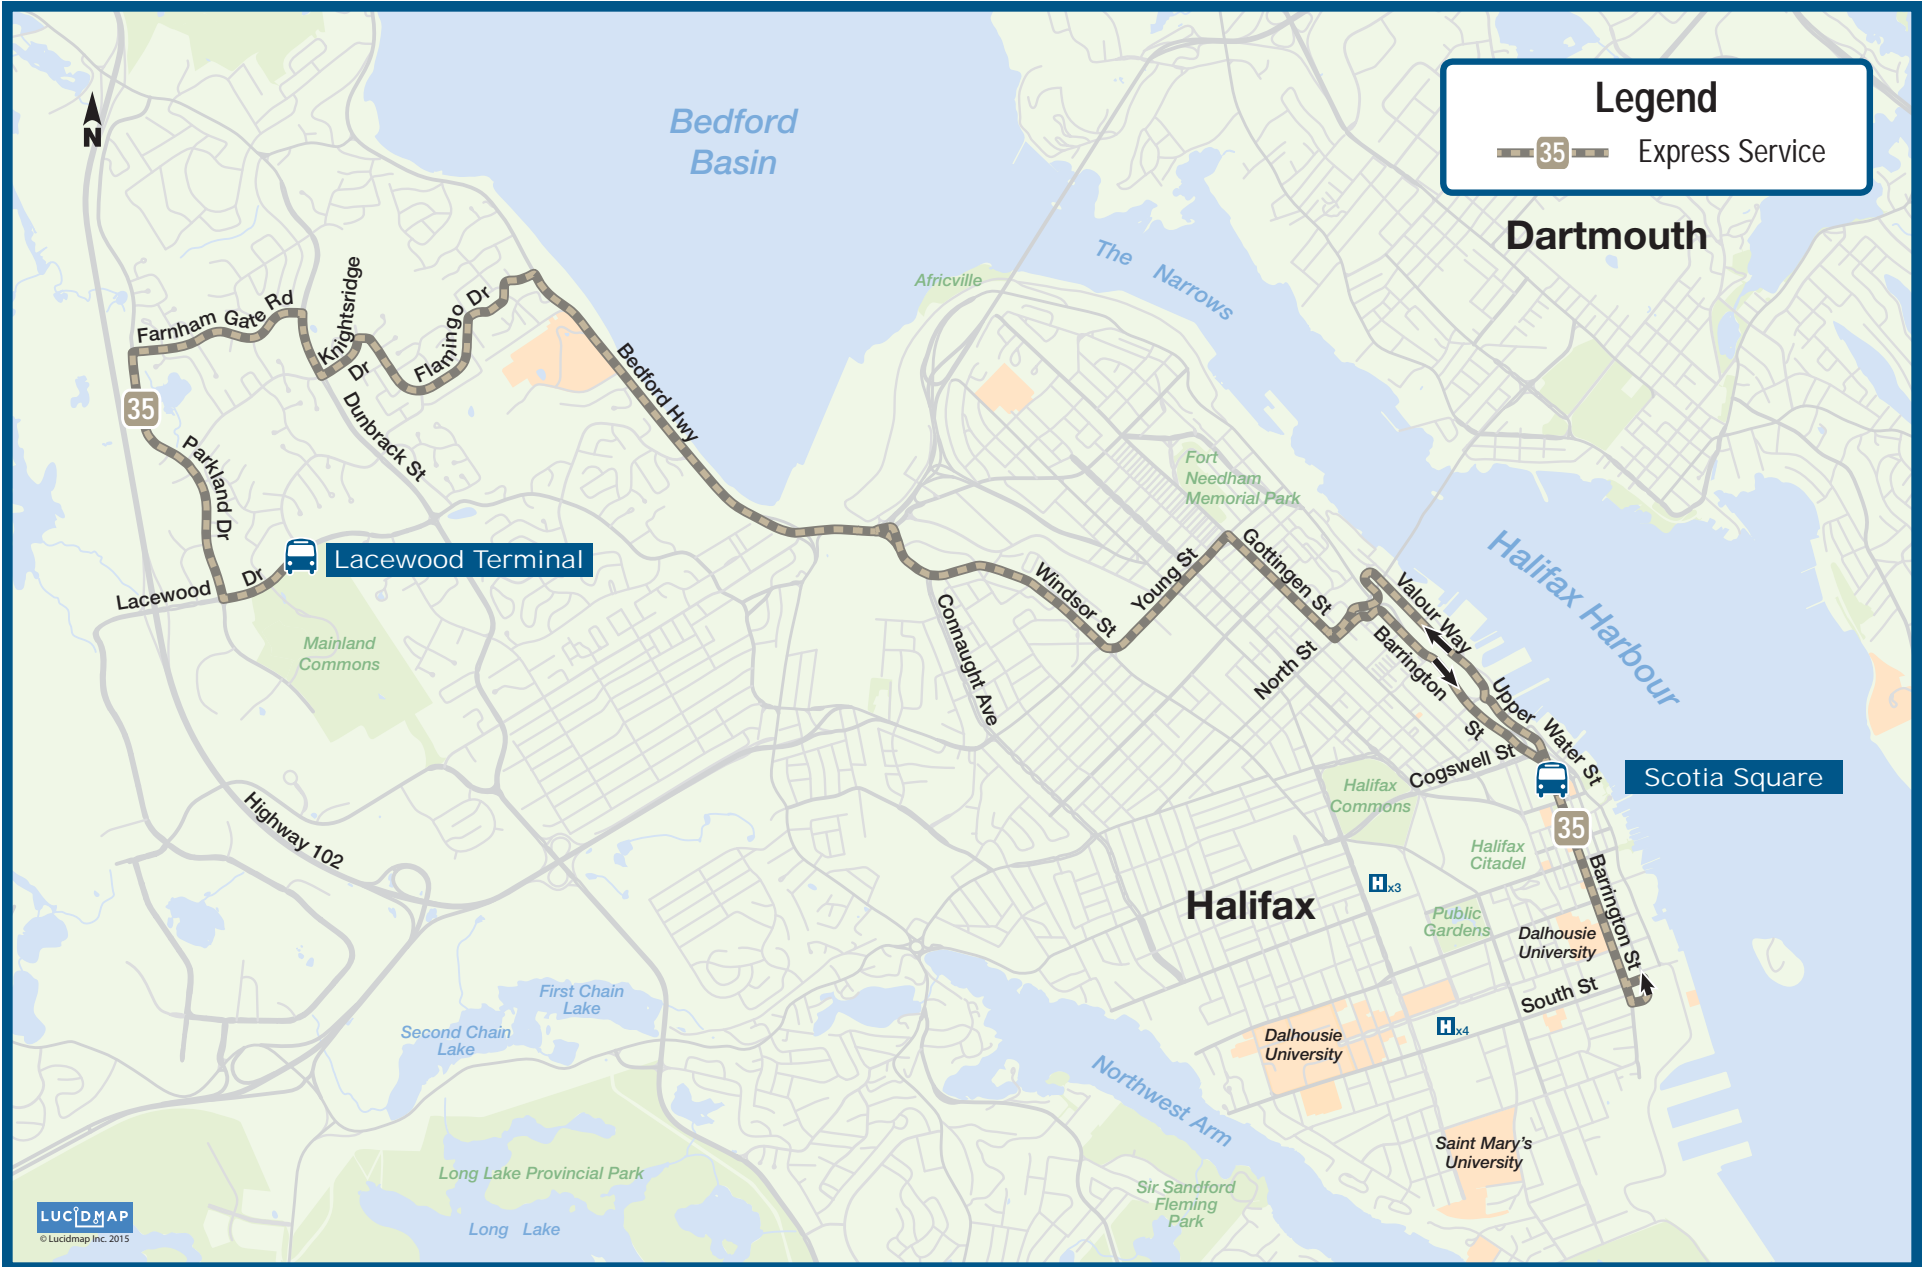 Legend
35 Express Service
Bedford
Basin
N
Dartmouth
The Narrows
Africville
Farnham Gate Rd
Knightsridge
Dr
Flamingo Dr
Bedford Hwy
35
Dunbrack St
Parkland Dr
Fort
Needham
Memorial Park
Lacewood Terminal
Lacewood Dr
Gottingen St
Young St
Windsor St
Valour Way
Halifax Harbour
Connaught Ave
North St
Barrington St
Mainland
Commons
Upper Water St
Cogswell St
Scotia Square
Halifax
Commons
35
Highway 102
Halifax
Citadel
Hx3
Halifax
Barrington St
Public
Gardens
Dalhousie
University
South St
First Chain
Lake
Second Chain
Lake
Hx4
Dalhousie
University
Northwest Arm
Saint Mary's
University
Long Lake Provincial Park
Sir Sandford
Fleming
Park
Long Lake
LUCIDMAP
© Lucidmap Inc. 2015